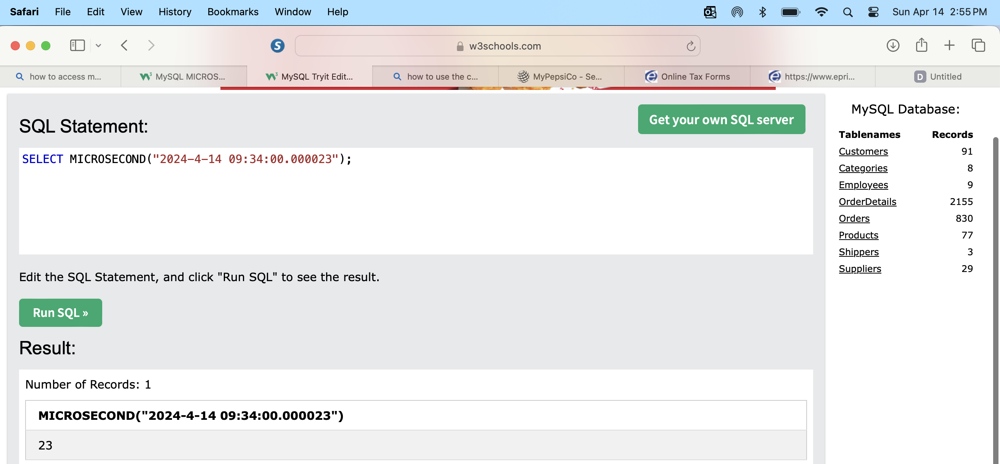 Safari File Edit View History Bookmarks Window Help Sun Apr 14 2:55 PM
w3schools.com
how to access m... MySQL MICROS... MySQL Tryit Edit... how to use the c... MyPepsiCo - Se... Online Tax Forms https://www.epri... D Untitled
SQL Statement:
Get your own SQL server
SELECT MICROSECOND("2024-4-14 09:34:00.000023");
Edit the SQL Statement, and click "Run SQL" to see the result.
Run SQL »
Result:
Number of Records: 1
MICROSECOND("2024-4-14 09:34:00.000023")
23
MySQL Database:
Tablenames Records
Customers 91
Categories 8
Employees 9
OrderDetails 2155
Orders 830
Products 77
Shippers 3
Suppliers 29